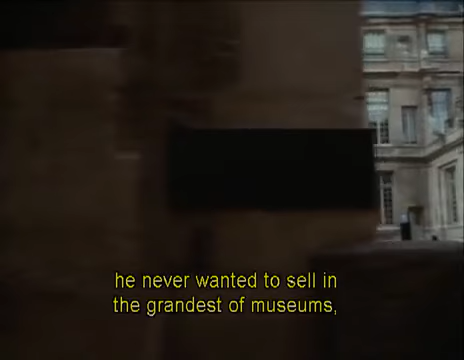 he never wanted to sell in
the grandest of museums,